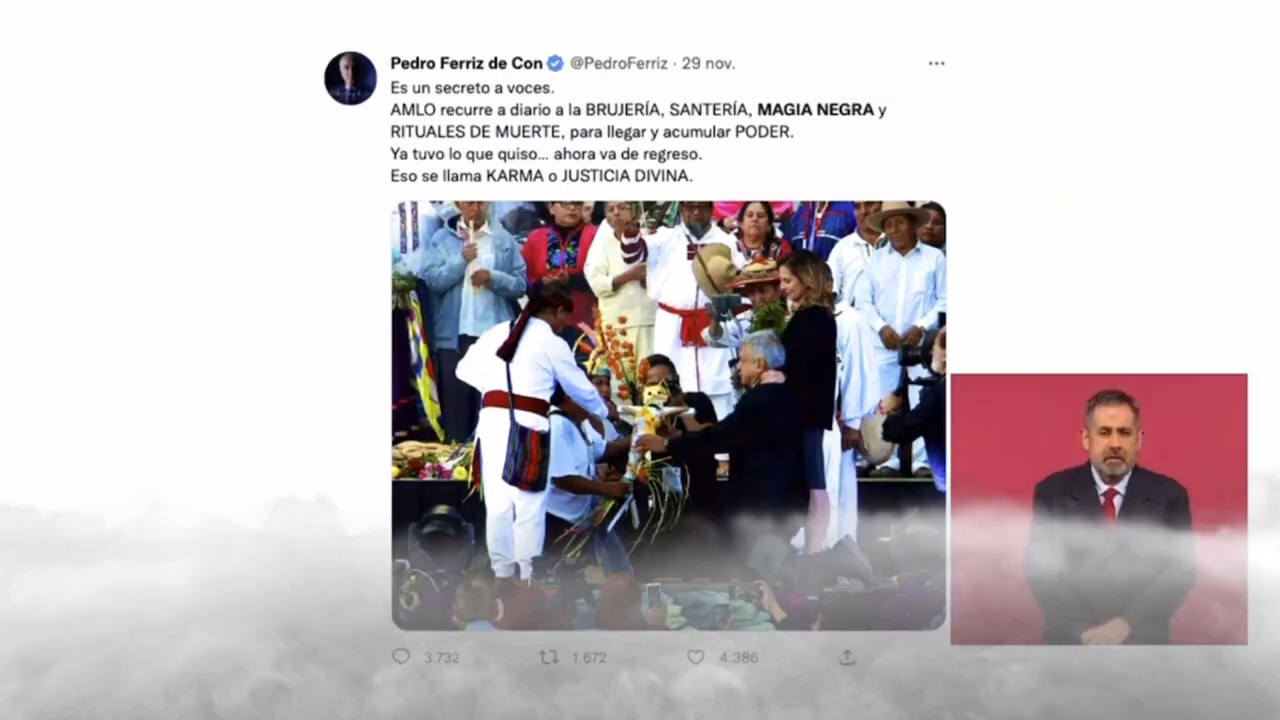 Pedro Ferriz de Con @PedroFerriz · 29 nov.
Es un secreto a voces.
AMLO recurre a diario a la BRUJERÍA, SANTERÍA, MAGIA NEGRA y
RITUALES DE MUERTE, para llegar y acumular PODER.
Ya tuvo lo que quiso... ahora va de regreso.
Eso se llama KARMA o JUSTICIA DIVINA.
3.732 1.672 4.386